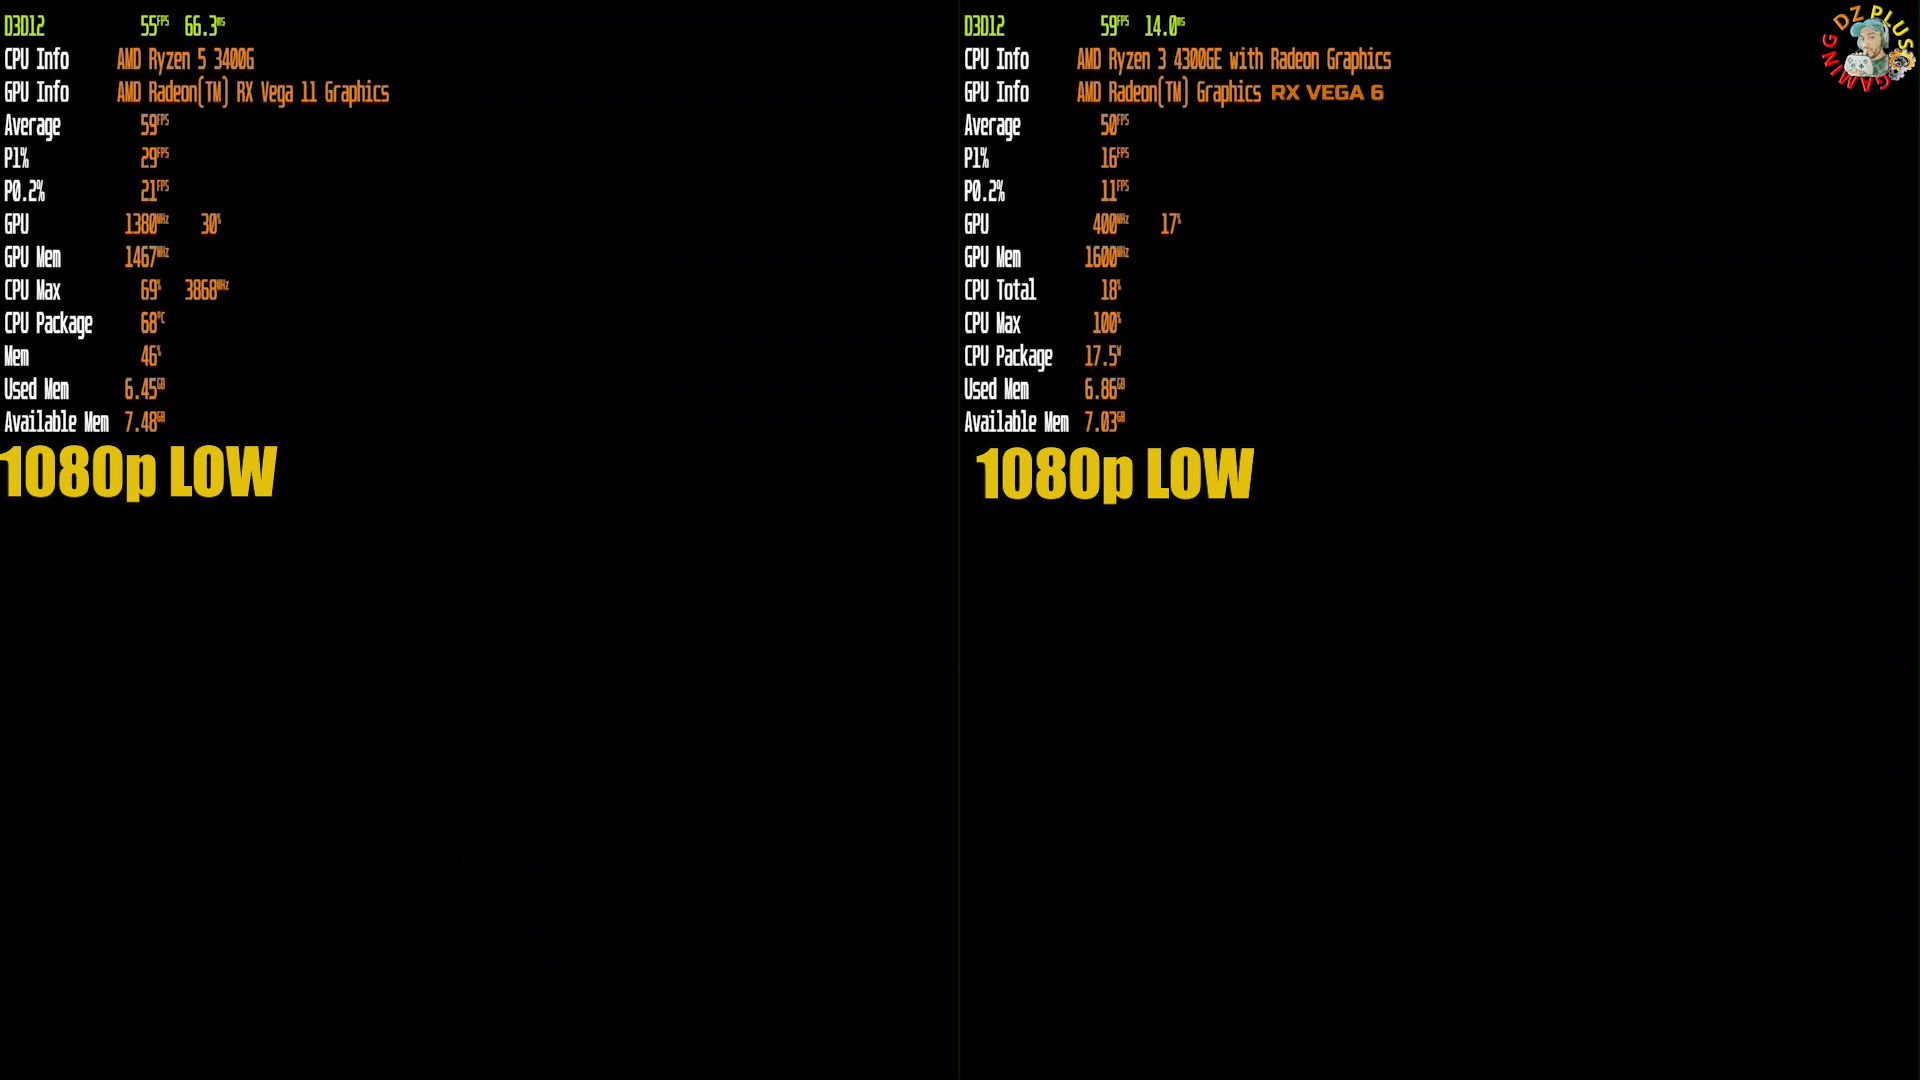 D3D12 55FPS 66.3ms
CPU Info AMD Ryzen 5 3400G
GPU Info AMD Radeon(TM) RX Vega 11 Graphics
Average 59FPS
P1% 29FPS
P0.2% 21FPS
GPU 1380MHz 30%
GPU Mem 1467MHz
CPU Max 69% 3868MHz
CPU Package 68°C
Mem 46%
Used Mem 6.45GB
Available Mem 7.48GB
1080p LOW
D3D12 59FPS 14.0ms
CPU Info AMD Ryzen 3 4300GE with Radeon Graphics
GPU Info AMD Radeon(TM) Graphics RX VEGA 6
Average 50FPS
P1% 16FPS
P0.2% 11FPS
GPU 400MHz 17%
GPU Mem 1600MHz
CPU Total 18%
CPU Max 100%
CPU Package 17.5W
Used Mem 6.86GB
Available Mem 7.03GB
1080p LOW
GAMING DZ PLUS